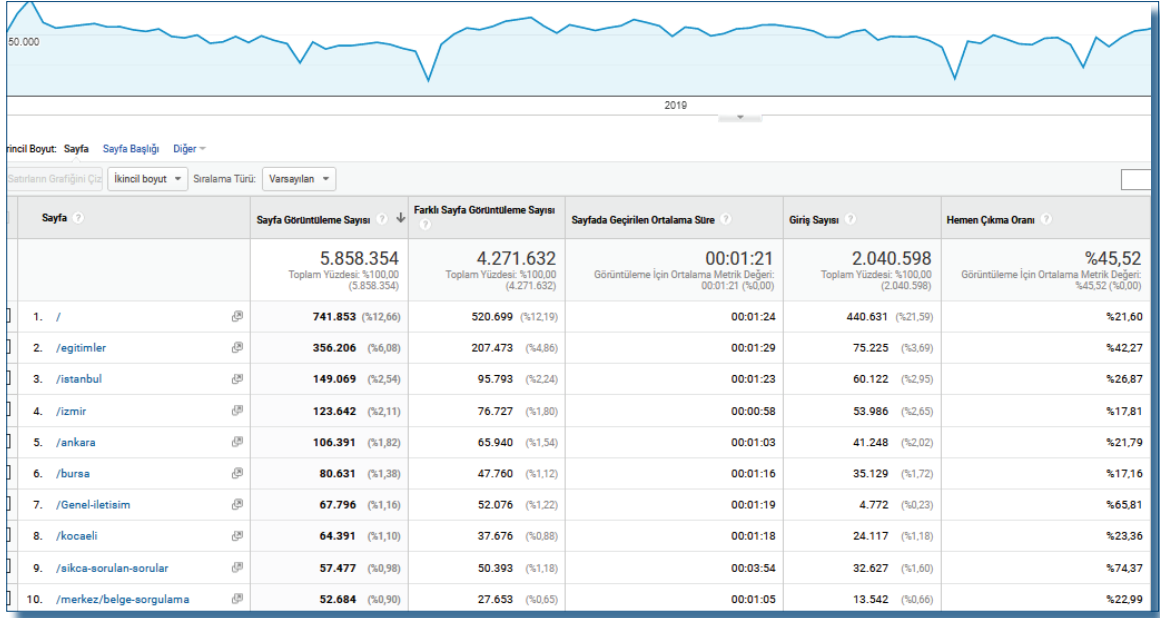 50.000
2019
rincil Boyut: Sayfa Sayfa Başlığı Diğer
Satırların Grafiğini Çiz İkincil boyut Sıralama Türü: Varsayılan
Sayfa ? Sayfa Görüntüleme Sayısı ? Farklı Sayfa Görüntüleme Sayısı ? Sayfada Geçirilen Ortalama Süre ? Giriş Sayısı ? Hemen Çıkma Oranı ?
5.858.354 4.271.632 00:01:21 2.040.598 %45,52
Toplam Yüzdesi: %100,00 Toplam Yüzdesi: %100,00 Görüntüleme İçin Ortalama Metrik Değeri: Toplam Yüzdesi: %100,00 Görüntüleme İçin Ortalama Metrik Değeri:
(5.858.354) (4.271.632) 00:01:21 (%0,00) (2.040.598) %45,52 (%0,00)
1. / 741.853 (%12,66) 520.699 (%12,19) 00:01:24 440.631 (%21,59) %21,60
2. /egitimler 356.206 (%6,08) 207.473 (%4,86) 00:01:29 75.225 (%3,69) %42,27
3. /istanbul 149.069 (%2,54) 95.793 (%2,24) 00:01:23 60.122 (%2,95) %26,87
4. /izmir 123.642 (%2,11) 76.727 (%1,80) 00:00:58 53.986 (%2,65) %17,81
5. /ankara 106.391 (%1,82) 65.940 (%1,54) 00:01:03 41.248 (%2,02) %21,79
6. /bursa 80.631 (%1,38) 47.760 (%1,12) 00:01:16 35.129 (%1,72) %17,16
7. /Genel-iletisim 67.796 (%1,16) 52.076 (%1,22) 00:01:19 4.772 (%0,23) %65,81
8. /kocaeli 64.391 (%1,10) 37.676 (%0,88) 00:01:18 24.117 (%1,18) %23,36
9. /sikca-sorulan-sorular 57.477 (%0,98) 50.393 (%1,18) 00:03:54 32.627 (%1,60) %74,37
10. /merkez/belge-sorgulama 52.684 (%0,90) 27.653 (%0,65) 00:01:05 13.542 (%0,66) %22,99